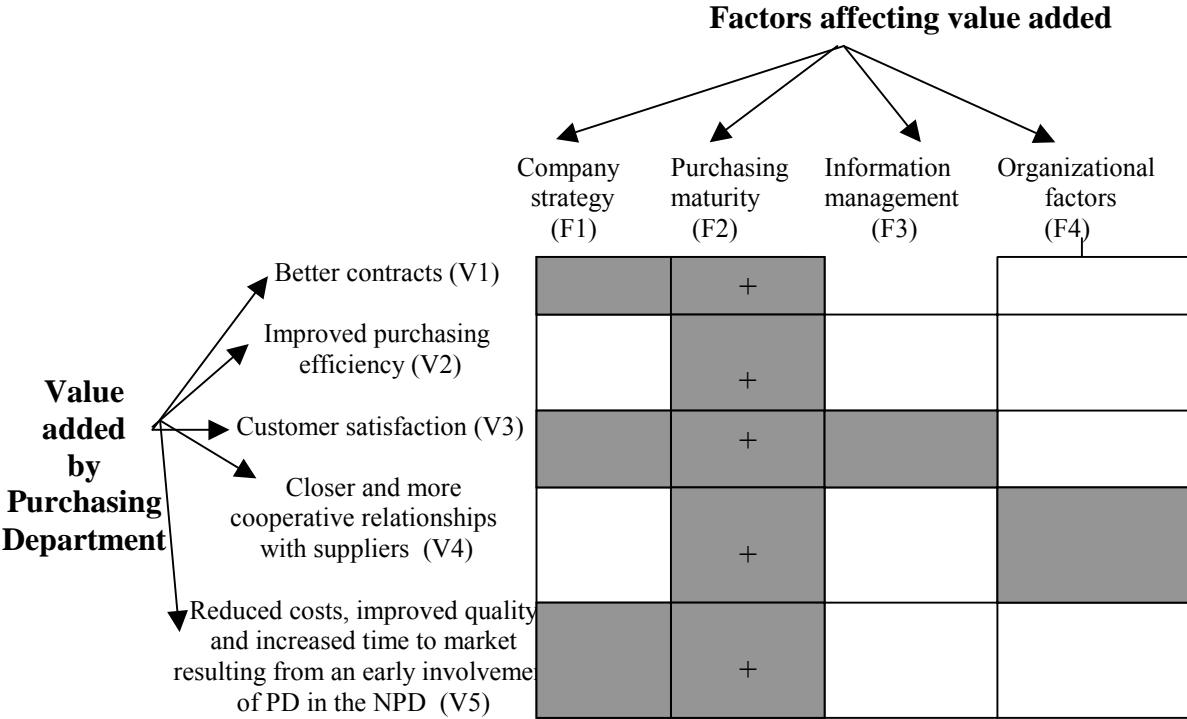 Factors affecting value added
Company
strategy
(F1)
Purchasing
maturity
(F2)
Information
management
(F3)
Organizational
factors
(F4)
Value
added
by
Purchasing
Department
Better contracts (V1)
+
Improved purchasing
efficiency (V2)
+
Customer satisfaction (V3)
+
Closer and more
cooperative relationships
with suppliers (V4)
+
Reduced costs, improved quality
and increased time to market
resulting from an early involveme
of PD in the NPD (V5)
+